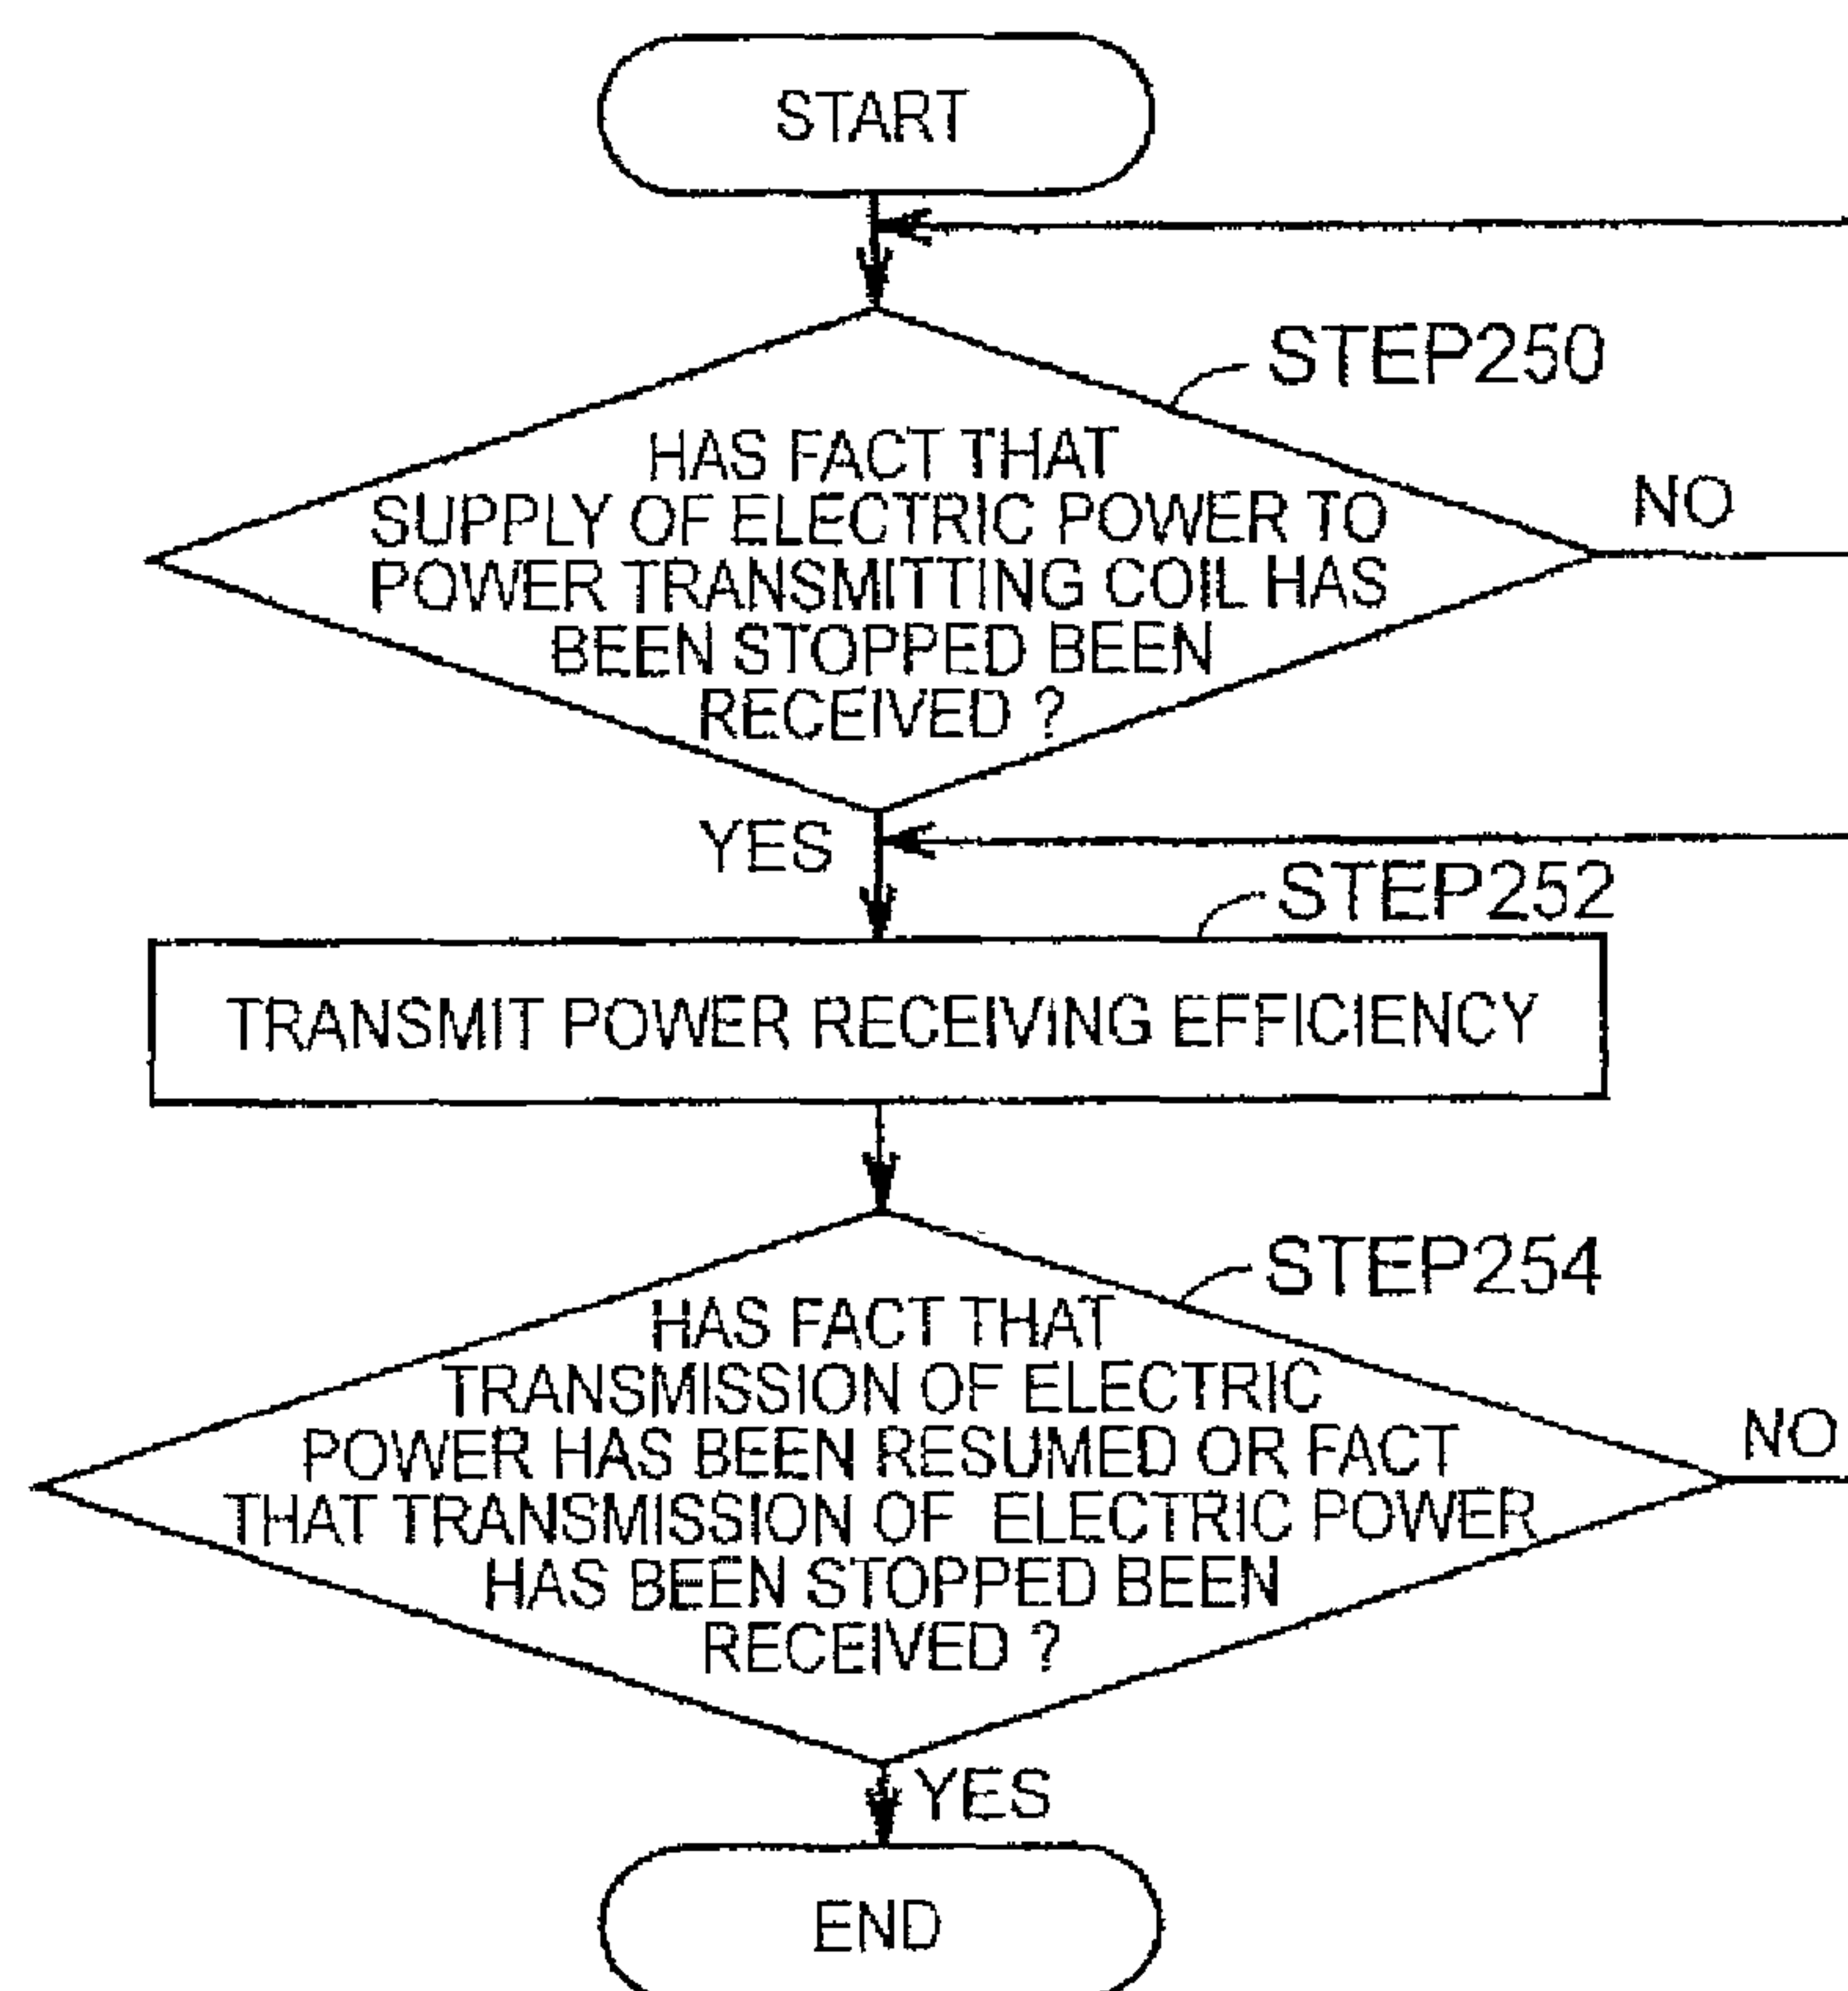 START
STEP250
HAS FACT THAT
SUPPLY OF ELECTRIC POWER TO
POWER TRANSMITTING COIL HAS
BEEN STOPPED BEEN
RECEIVED ?
NO
YES
STEP252
TRANSMIT POWER RECEIVING EFFICIENCY
STEP254
HAS FACT THAT
TRANSMISSION OF ELECTRIC
POWER HAS BEEN RESUMED OR FACT
THAT TRANSMISSION OF ELECTRIC POWER
HAS BEEN STOPPED BEEN
RECEIVED ?
NO
YES
END